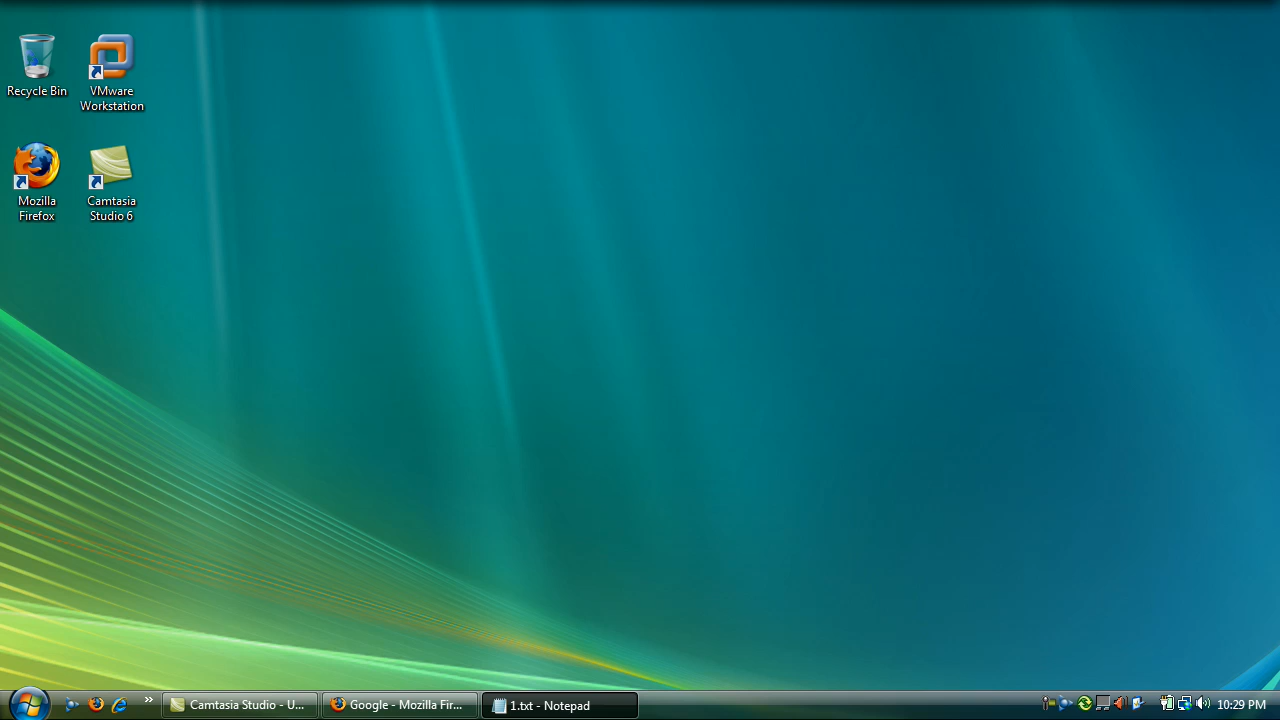 Recycle Bin
VMware
Workstation
Mozilla
Firefox
Camtasia
Studio 6
Camtasia Studio - U...
Google - Mozilla Fir...
1.txt - Notepad
10:29 PM